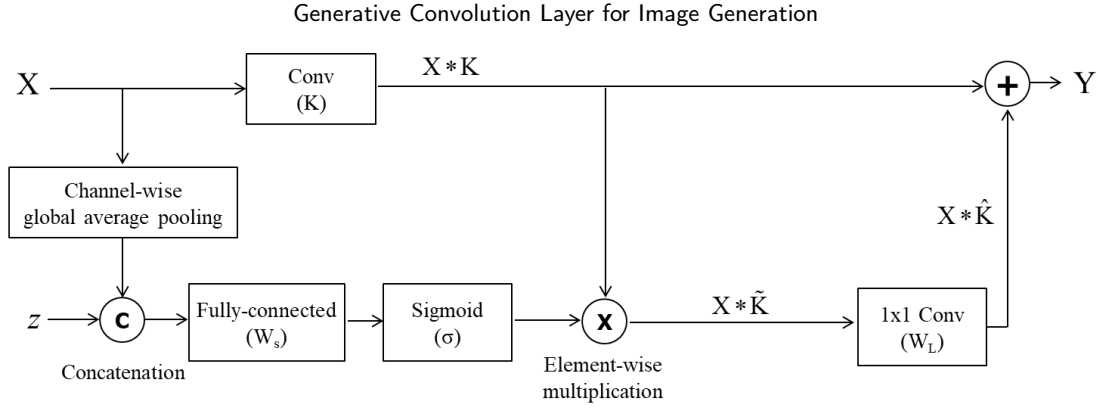 Generative Convolution Layer for Image Generation
X
Conv
(K)
X∗K
+
Y
Channel-wise
global average pooling
X∗K̂
z
C
Fully-connected
(Wₛ)
Sigmoid
(σ)
X
X∗K̃
1x1 Conv
(W_L)
Concatenation
Element-wise
multiplication